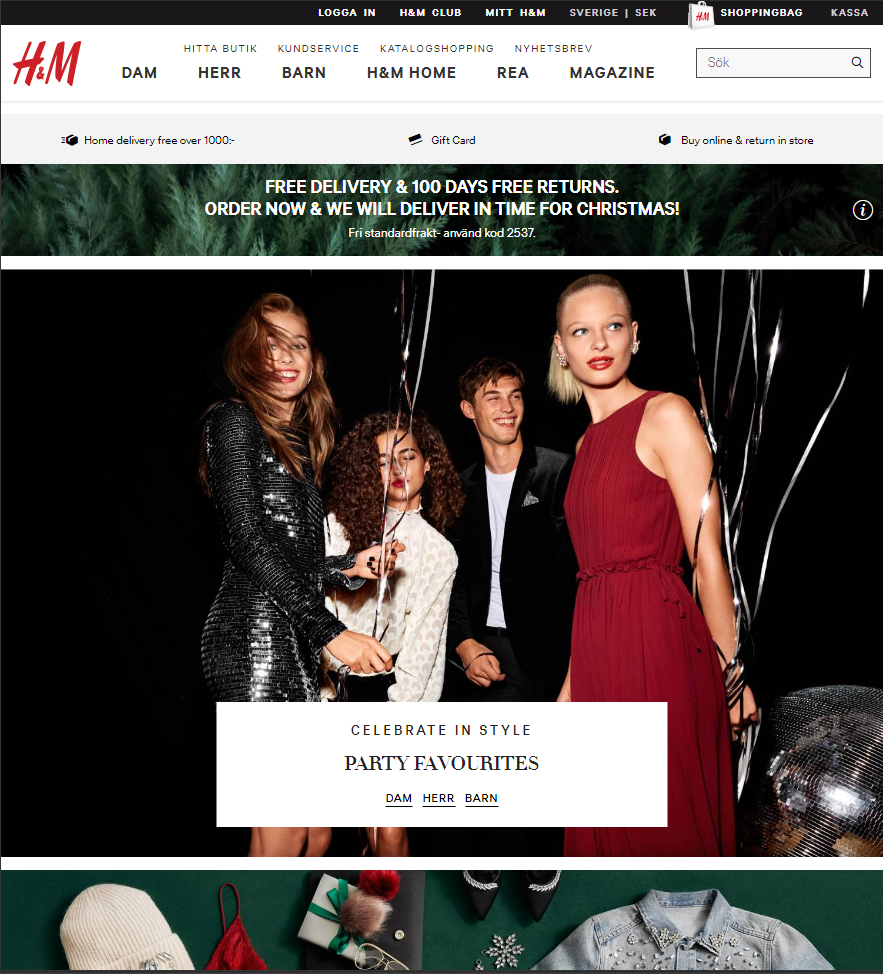 LOGGA IN H&M CLUB MITT H&M SVERIGE | SEK H&M SHOPPINGBAG KASSA
HITTA BUTIK KUNDSERVICE KATALOGSHOPPING NYHETSBREV
H&M
DAM HERR BARN H&M HOME REA MAGAZINE
Sök
Home delivery free over 1000:- Gift Card Buy online & return in store
FREE DELIVERY & 100 DAYS FREE RETURNS.
ORDER NOW & WE WILL DELIVER IN TIME FOR CHRISTMAS!
i
Fri standardfrakt- använd kod 2537.
CELEBRATE IN STYLE
PARTY FAVOURITES
DAM HERR BARN